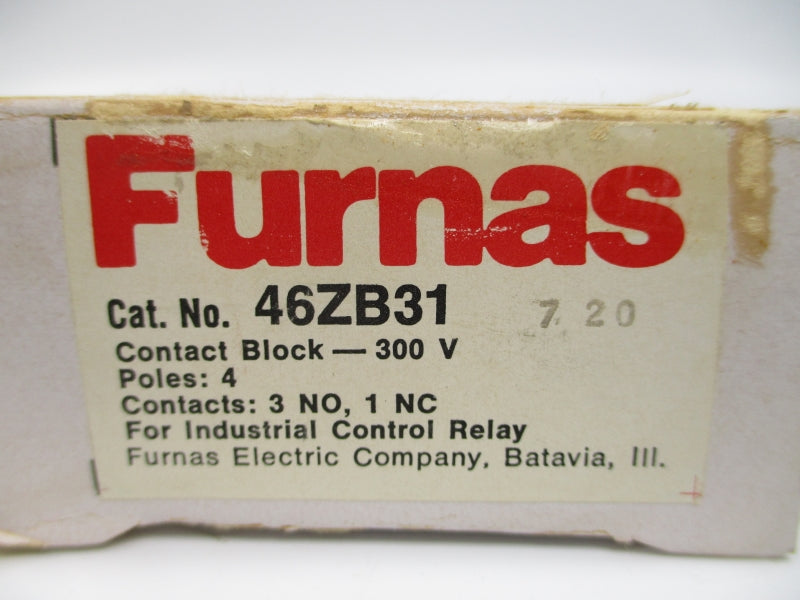 Furnas
Cat. No. 46ZB31 7 20
Contact Block — 300 V
Poles: 4
Contacts: 3 NO, 1 NC
For Industrial Control Relay
Furnas Electric Company, Batavia, Ill.